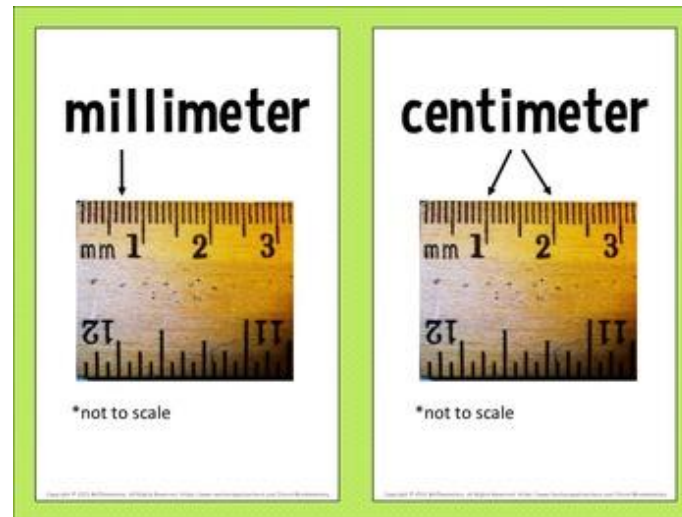 millimeter
mm 1 2 3
12 11
*not to scale
centimeter
mm 1 2 3
12 11
*not to scale